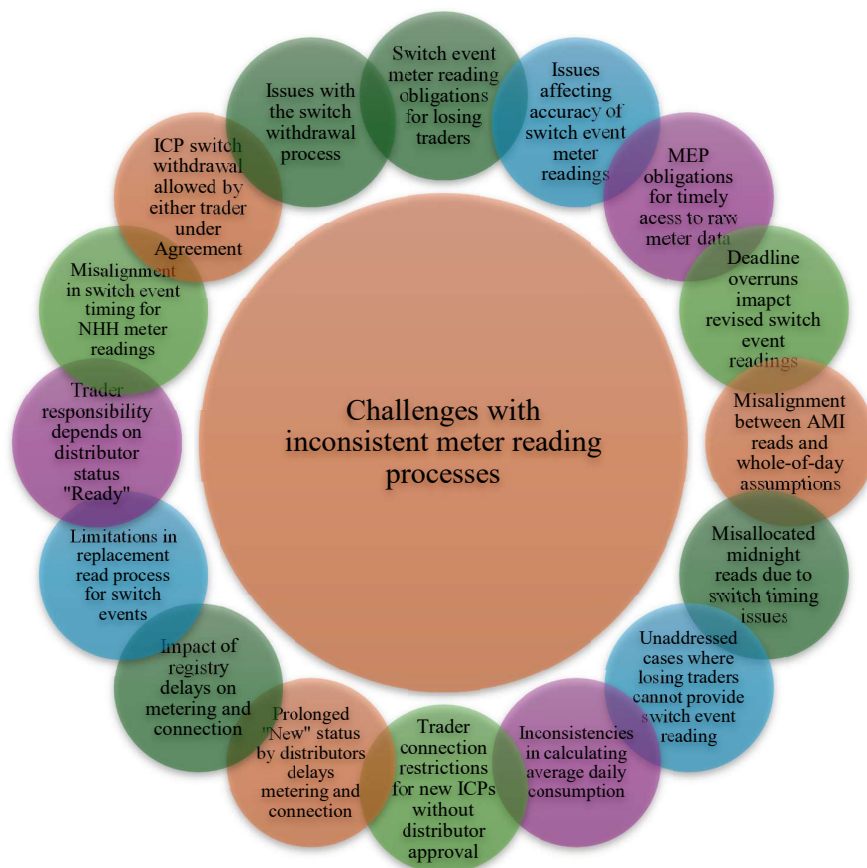 Challenges with
inconsistent meter reading
processes
Switch event
meter reading
obligations
for losing
traders
Issues
affecting
accuracy of
switch event
meter
readings
MEP
obligations
for timely
acess to raw
meter data
Deadline
overruns
imapct
revised switch
event
readings
Misalignment
between AMI
reads and
whole-of-day
assumptions
Misallocated
midnight
reads due to
switch timing
issues
Unaddressed
cases where
losing traders
cannot provide
switch event
reading
Inconsistencies
in calculating
average daily
consumption
Trader
connection
restrictions
for new ICPs
without
distributor
approval
Prolonged
"New" status
by distributors
delays
metering and
connection
Impact of
registry
delays on
metering and
connection
Limitations in
replacement
read process
for switch
events
Trader
responsibility
depends on
distributor
status
"Ready"
Misalignment
in switch event
timing for
NHH meter
readings
ICP switch
withdrawal
allowed by
either trader
under
Agreement
Issues with
the switch
withdrawal
process